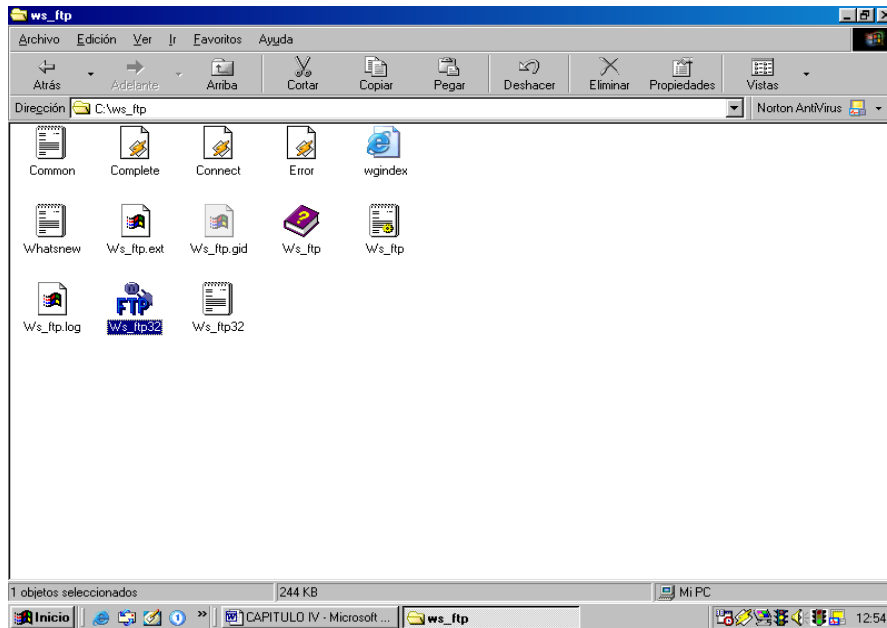 ws_ftp
Archivo Edición Ver Ir Favoritos Ayuda
Atrás Adelante Arriba Cortar Copiar Pegar Deshacer Eliminar Propiedades Vistas
Dirección C:\ws_ftp Norton AntiVirus
Common Complete Connect Error wgindex
Whatsnew Ws_ftp.ext Ws_ftp.gid Ws_ftp Ws_ftp
FTP
Ws_ftp.log Ws_ftp32 Ws_ftp32
1 objetos seleccionados 244 KB Mi PC
Inicio » CAPITULO IV - Microsoft ... ws_ftp 12:54